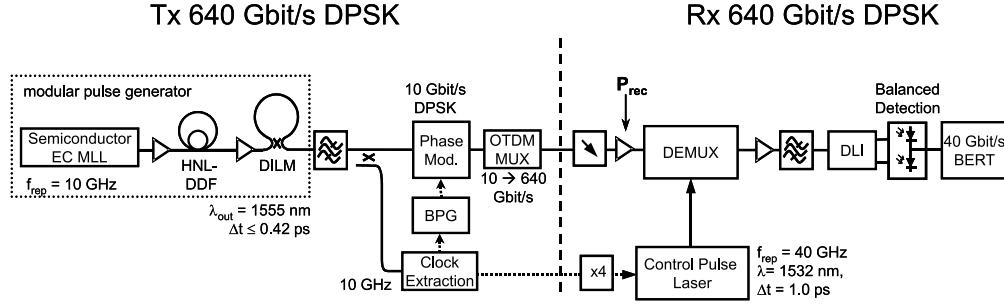 Tx 640 Gbit/s DPSK
Rx 640 Gbit/s DPSK
modular pulse generator
Semiconductor
EC MLL
f_rep = 10 GHz
HNL-
DDF
DILM
λ_out = 1555 nm
Δt ≤ 0.42 ps
10 Gbit/s
DPSK
Phase
Mod.
OTDM
MUX
10 → 640
Gbit/s
BPG
10 GHz
Clock
Extraction
P_rec
DEMUX
x4
Control Pulse
Laser
f_rep = 40 GHz
λ= 1532 nm,
Δt = 1.0 ps
DLI
Balanced
Detection
40 Gbit/s
BERT